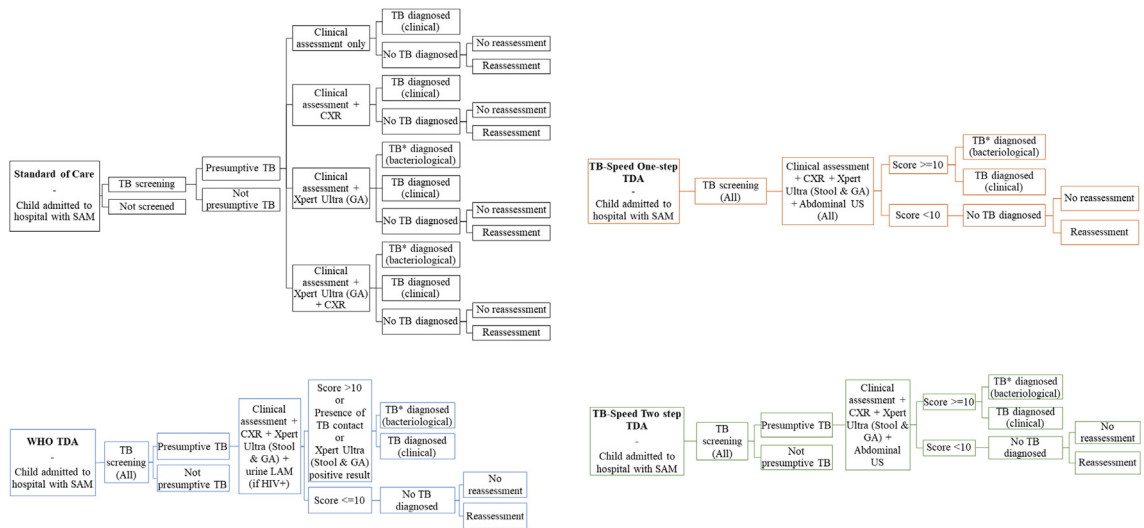 Standard of Care
-
Child admitted to
hospital with SAM
TB screening
Not screened
Presumptive TB
Not
presumptive TB
Clinical
assessment only
TB diagnosed
(clinical)
No TB diagnosed
No reassessment
Reassessment
Clinical
assessment +
CXR
TB diagnosed
(clinical)
No TB diagnosed
No reassessment
Reassessment
Clinical
assessment +
Xpert Ultra (GA)
TB* diagnosed
(bacteriological)
TB diagnosed
(clinical)
No TB diagnosed
No reassessment
Reassessment
Clinical
assessment +
Xpert Ultra (GA)
+ CXR
TB* diagnosed
(bacteriological)
TB diagnosed
(clinical)
No TB diagnosed
No reassessment
Reassessment
TB-Speed One-step
TDA
-
Child admitted to
hospital with SAM
TB screening
(All)
Clinical assessment
+ CXR + Xpert
Ultra (Stool & GA)
+ Abdominal US
(All)
Score >=10
TB* diagnosed
(bacteriological)
TB diagnosed
(clinical)
Score <10
No TB diagnosed
No reassessment
Reassessment
WHO TDA
-
Child admitted to
hospital with SAM
TB
screening
(All)
Presumptive TB
Not
presumptive TB
Clinical
assessment +
CXR + Xpert
Ultra (Stool
& GA) +
urine LAM
(if HIV+)
Score >10
or
Presence of
TB contact
or
Xpert Ultra
(Stool & GA)
positive result
TB* diagnosed
(bacteriological)
TB diagnosed
(clinical)
Score <=10
No TB
diagnosed
No
reassessment
Reassessment
TB-Speed Two step
TDA
-
Child admitted to
hospital with SAM
TB
screening
(All)
Presumptive TB
Not
presumptive TB
Clinical
assessment +
CXR + Xpert
Ultra (Stool
& GA) +
Abdominal
US
Score >=10
TB* diagnosed
(bacteriological)
TB diagnosed
(clinical)
Score <10
No TB
diagnosed
No
reassessment
Reassessment